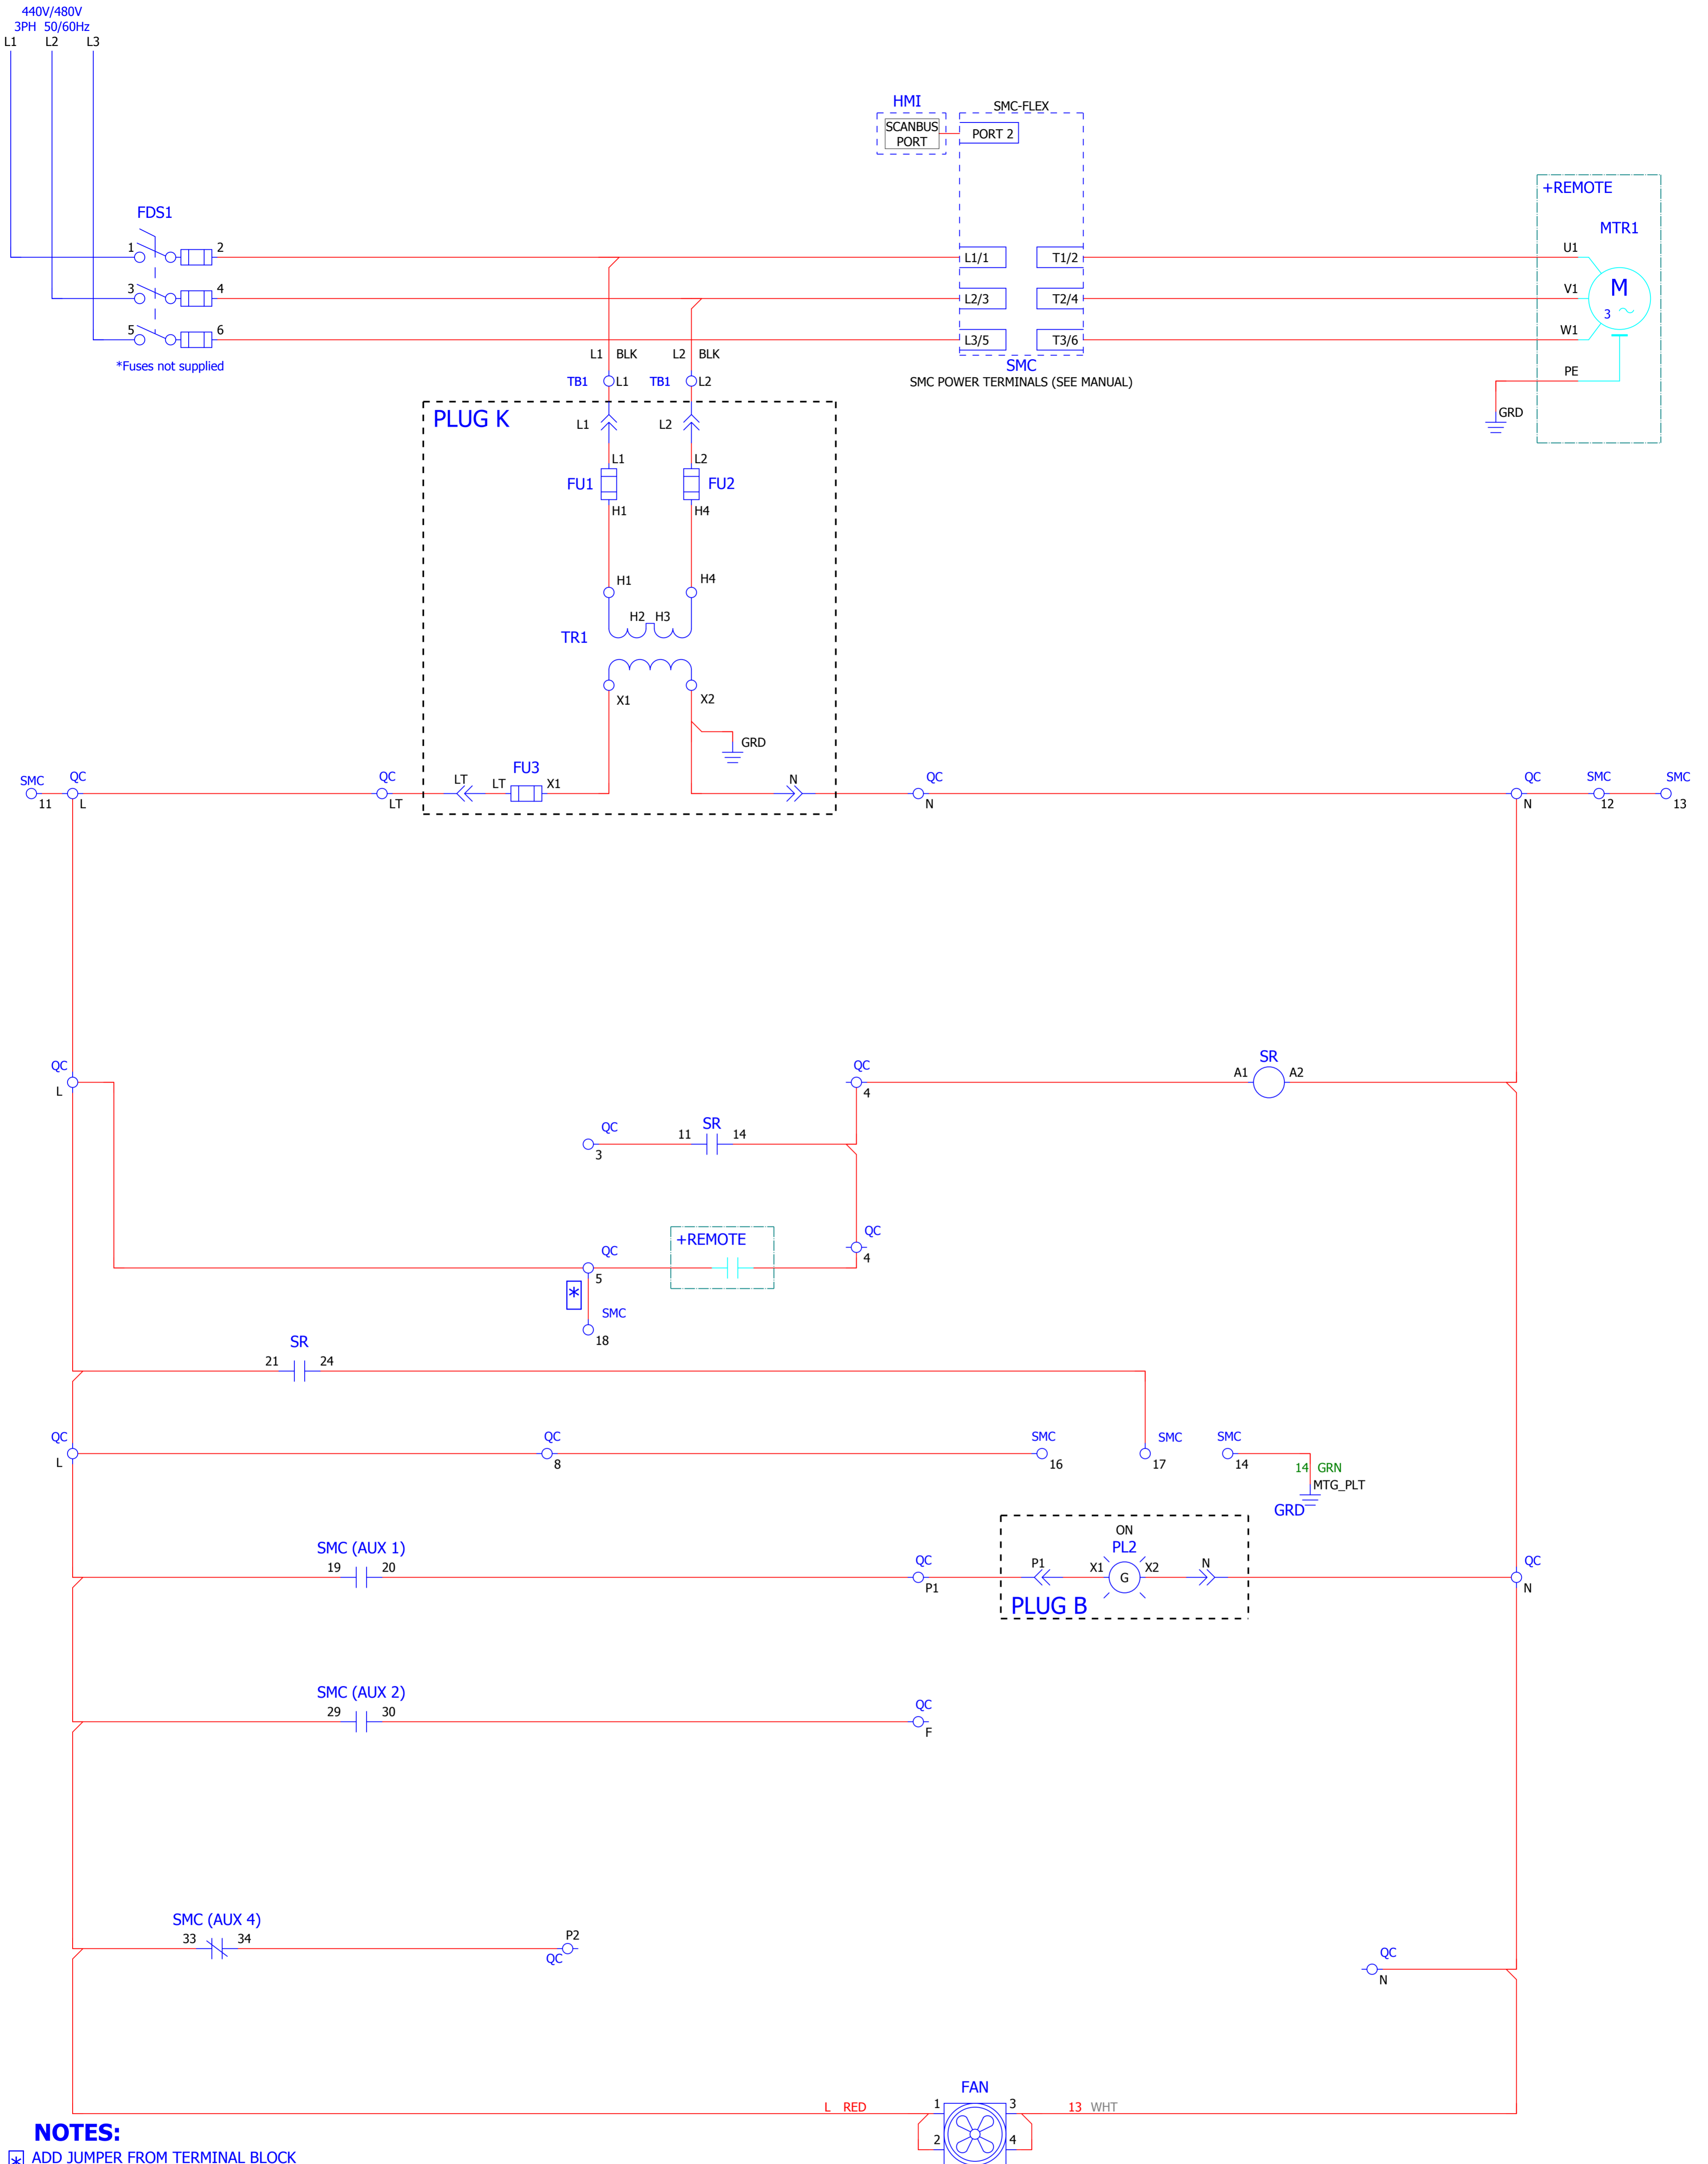 440V/480V
3PH 50/60Hz
L1 L2 L3
HMI
SMC-FLEX
SCANBUS
PORT
PORT 2
+REMOTE
MTR1
FDS1
1 2
L1/1 T1/2
U1
3 4
L2/3 T2/4
V1
M
3
5 6
L3/5 T3/6
W1
*Fuses not supplied
L1 BLK L2 BLK
SMC
SMC POWER TERMINALS (SEE MANUAL)
PE
GRD
TB1 L1 TB1 L2
PLUG K
L1 L2
L1 L2
FU1 FU2
H1 H4
H1 H4
H2 H3
TR1
X1 X2
GRD
SMC QC QC
LT LT FU3 X1 N
QC QC SMC SMC
11 L LT N N 12 13
QC QC SR
A1 A2
L 4
QC 11 SR 14
3
+REMOTE
QC
QC
4
5
*
SMC
18
SR
21 24
QC QC SMC SMC SMC
L 8 16 17 14
14 GRN
MTG_PLT
GRD
ON
SMC (AUX 1)
19 20
QC
P1
P1 X1 PL2 X2 N
G
PLUG B
QC
N
SMC (AUX 2)
29 30
QC
F
SMC (AUX 4)
33 34
P2
QC
QC
N
FAN
L RED 1 3 13 WHT
2 4
NOTES:
* ADD JUMPER FROM TERMINAL BLOCK